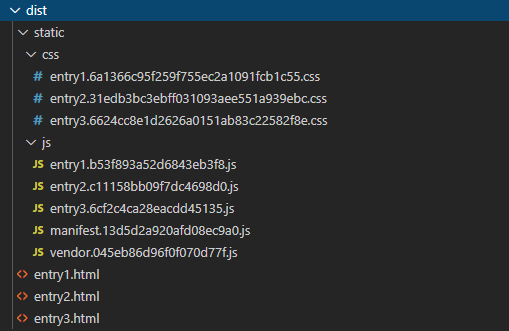 dist
static
css
# entry1.6a1366c95f259f755ec2a1091fcb1c55.css
# entry2.31edb3bc3ebff031093aee551a939ebc.css
# entry3.6624cc8e1d2626a0151ab83c22582f8e.css
js
JS entry1.b53f893a52d6843eb3f8.js
JS entry2.c11158bb09f7dc4698d0.js
JS entry3.6cf2c4ca28eacdd45135.js
JS manifest.13d5d2a920afd08ec9a0.js
JS vendor.045eb86d96f0f070d77f.js
<> entry1.html
<> entry2.html
<> entry3.html